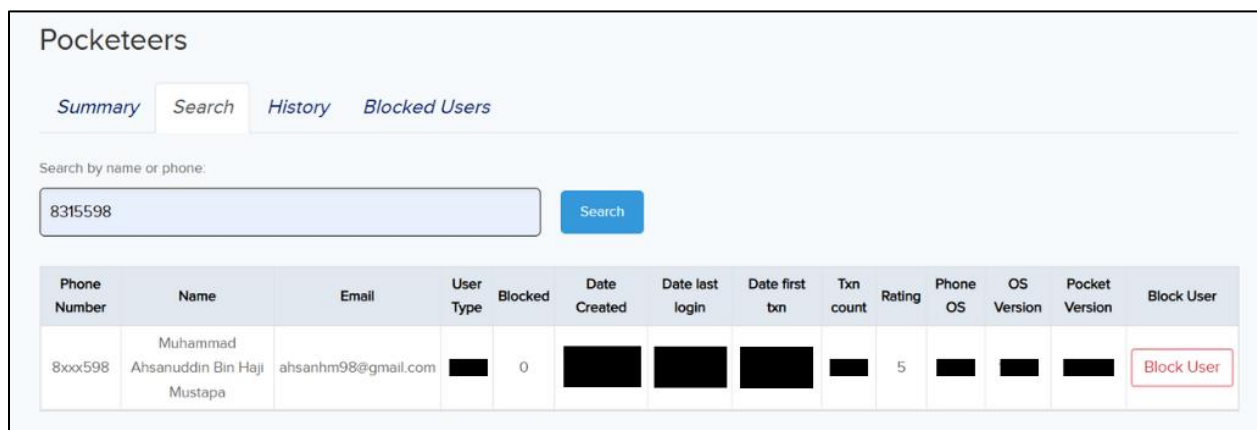 Pocketeers
Summary Search History Blocked Users
Search by name or phone:
8315598 Search
Phone Number Name Email User Type Blocked Date Created Date last login Date first txn Txn count Rating Phone OS OS Version Pocket Version Block User
8xxx598 Muhammad Ahsanuddin Bin Haji Mustapa ahsanhm98@gmail.com 0 5 Block User